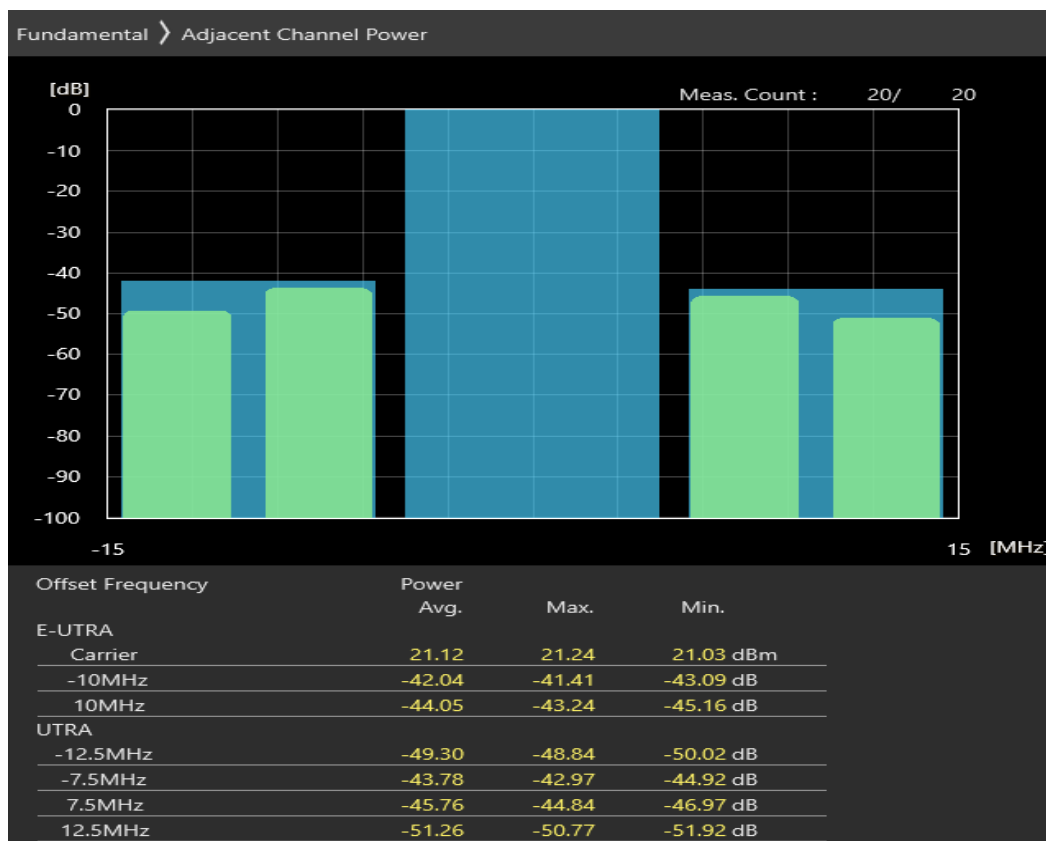 Fundamental ❯ Adjacent Channel Power
[dB]
Meas. Count : 20/ 20
0
-10
-20
-30
-40
-50
-60
-70
-80
-90
-100
-15 15 [MHz]
Offset Frequency Power
Avg. Max. Min.
E-UTRA
Carrier 21.12 21.24 21.03 dBm
-10MHz -42.04 -41.41 -43.09 dB
10MHz -44.05 -43.24 -45.16 dB
UTRA
-12.5MHz -49.30 -48.84 -50.02 dB
-7.5MHz -43.78 -42.97 -44.92 dB
7.5MHz -45.76 -44.84 -46.97 dB
12.5MHz -51.26 -50.77 -51.92 dB